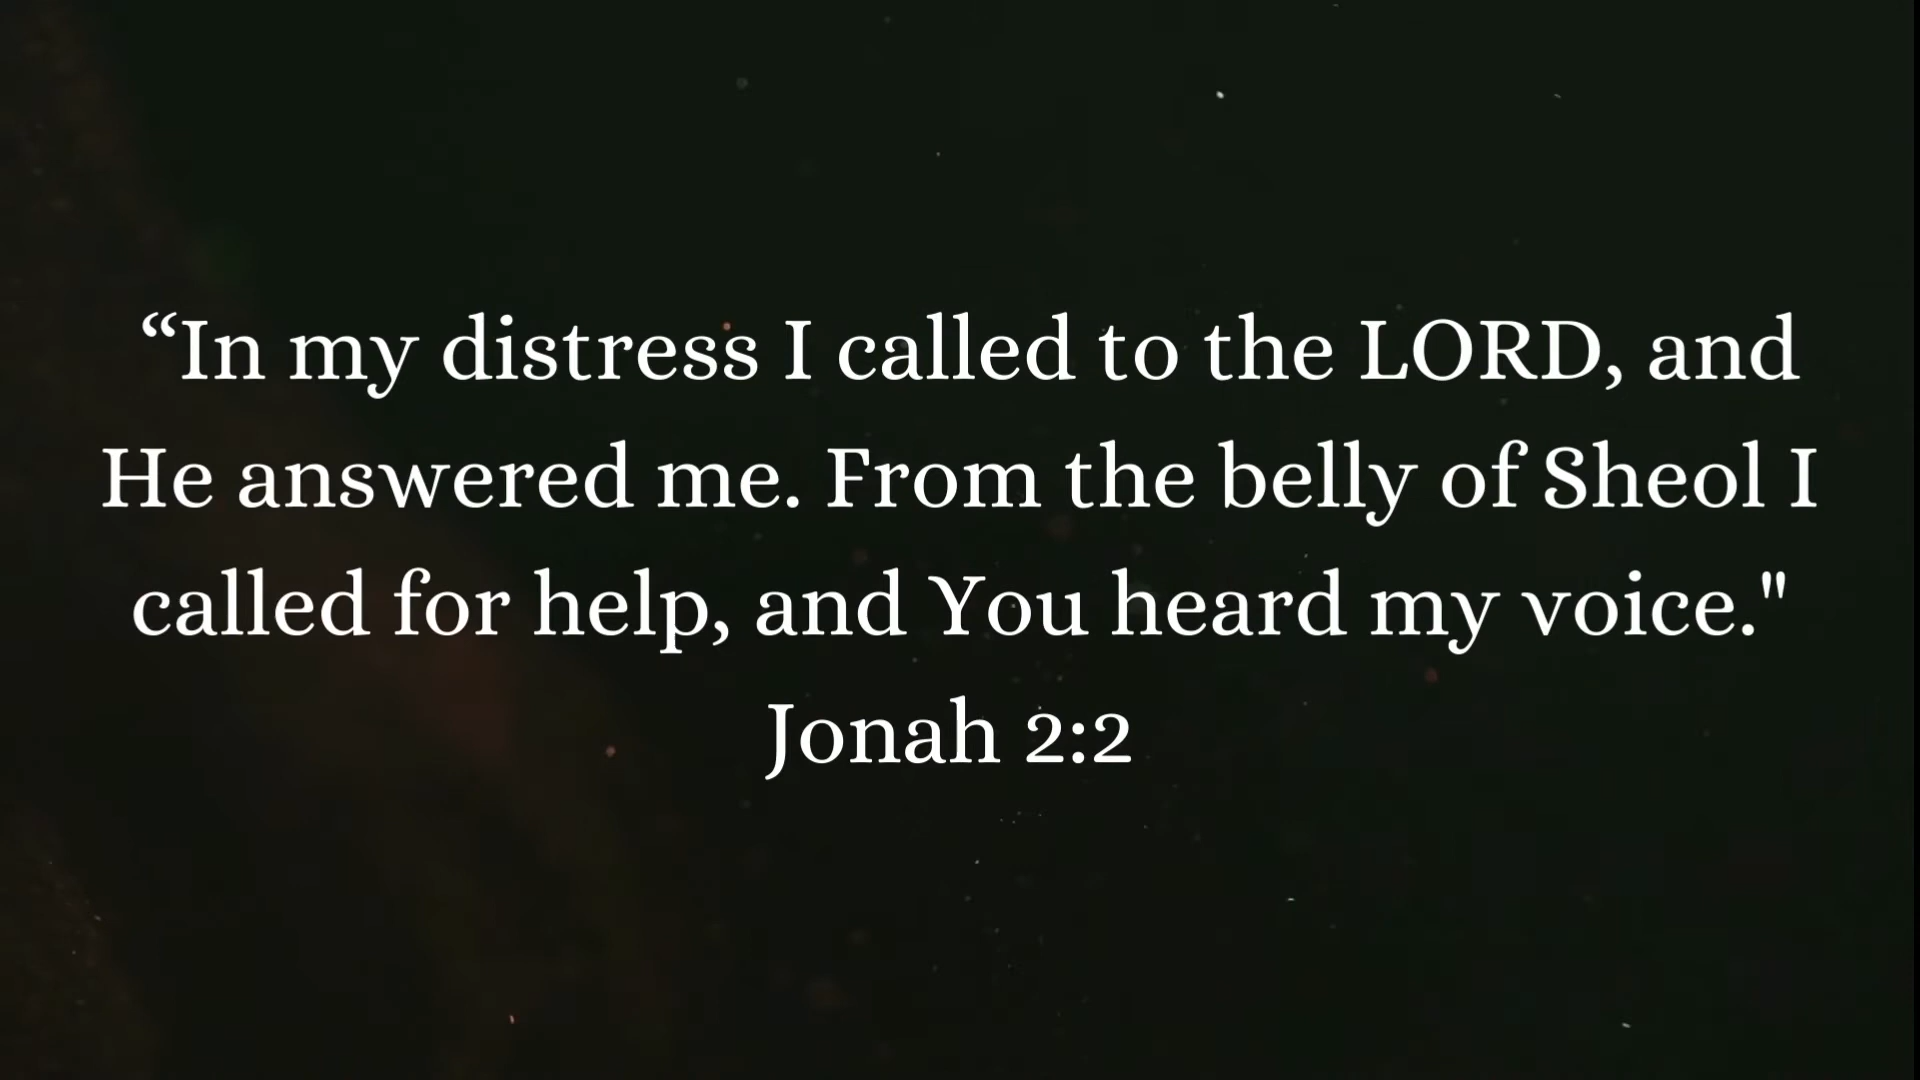 “In my distress I called to the LORD, and
He answered me. From the belly of Sheol I
called for help, and You heard my voice."
Jonah 2:2